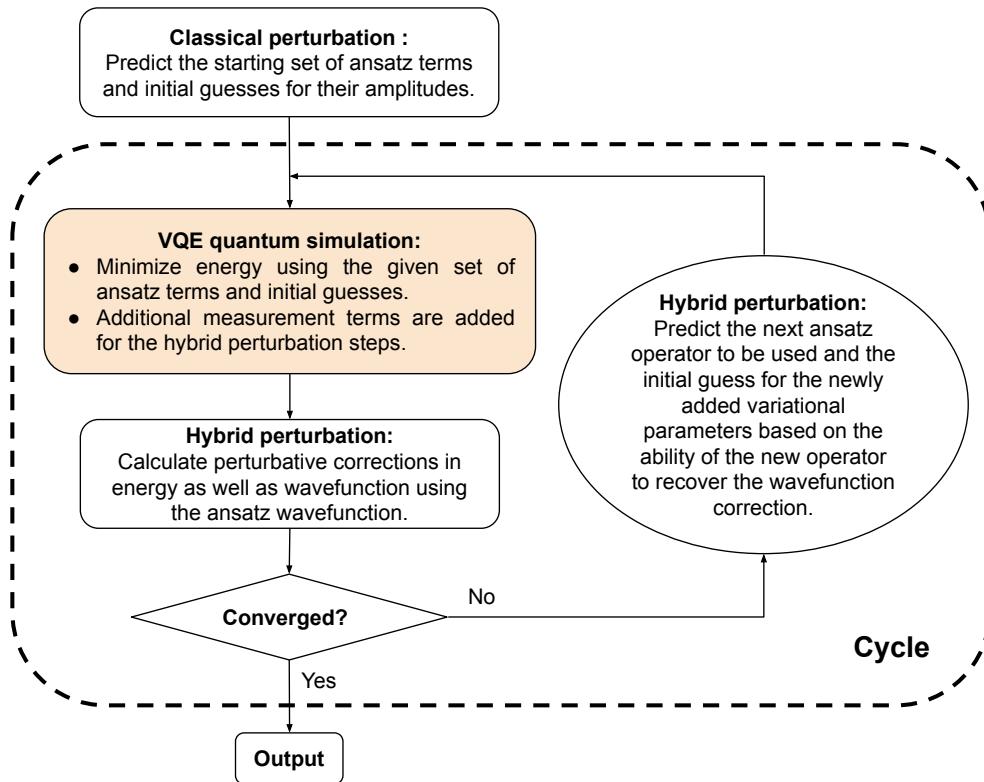 Classical perturbation :
Predict the starting set of ansatz terms
and initial guesses for their amplitudes.
VQE quantum simulation:
● Minimize energy using the given set of
ansatz terms and initial guesses.
● Additional measurement terms are added
for the hybrid perturbation steps.
Hybrid perturbation:
Calculate perturbative corrections in
energy as well as wavefunction using
the ansatz wavefunction.
Converged?
No
Yes
Output
Hybrid perturbation:
Predict the next ansatz
operator to be used and the
initial guess for the newly
added variational
parameters based on the
ability of the new operator
to recover the wavefunction
correction.
Cycle